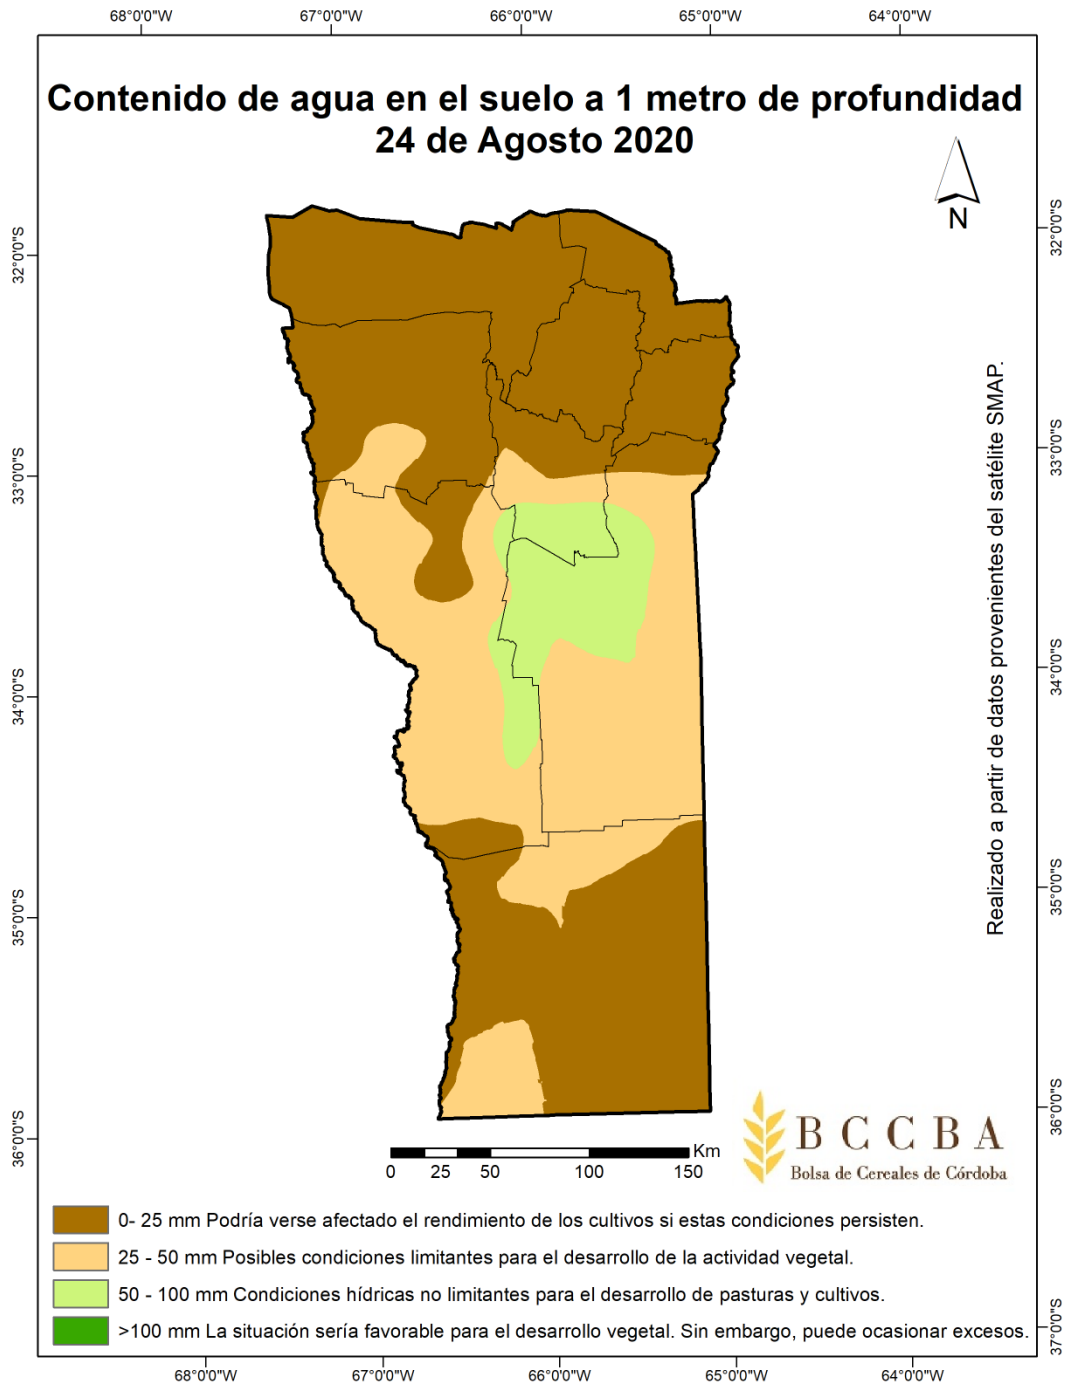 68°0'0"W 67°0'0"W 66°0'0"W 65°0'0"W 64°0'0"W
Contenido de agua en el suelo a 1 metro de profundidad
24 de Agosto 2020
N
32°0'0"S
33°0'0"S
34°0'0"S
35°0'0"S
36°0'0"S
32°0'0"S
33°0'0"S
34°0'0"S
35°0'0"S
36°0'0"S
37°0'0"S
Realizado a partir de datos provenientes del satélite SMAP.
Km
0 25 50 100 150
BCCBA
Bolsa de Cereales de Córdoba
0- 25 mm Podría verse afectado el rendimiento de los cultivos si estas condiciones persisten.
25 - 50 mm Posibles condiciones limitantes para el desarrollo de la actividad vegetal.
50 - 100 mm Condiciones hídricas no limitantes para el desarrollo de pasturas y cultivos.
>100 mm La situación sería favorable para el desarrollo vegetal. Sin embargo, puede ocasionar excesos.
68°0'0"W 67°0'0"W 66°0'0"W 65°0'0"W 64°0'0"W